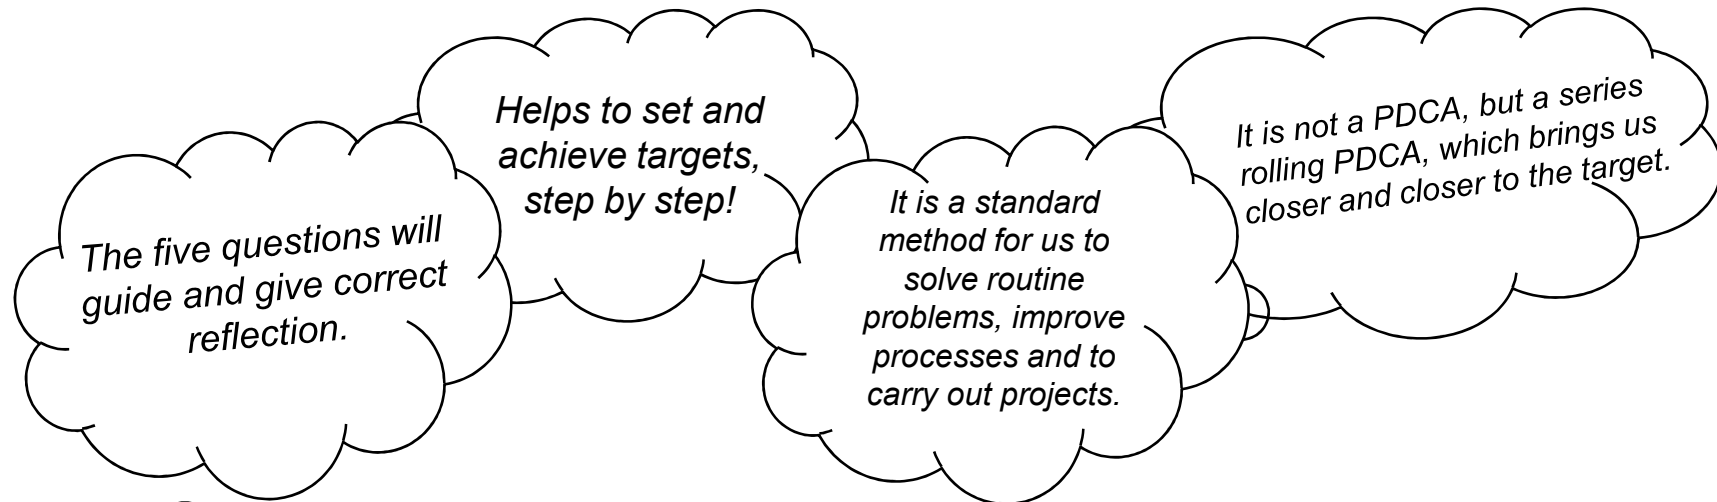 The five questions will
guide and give correct
reflection.
Helps to set and
achieve targets,
step by step!
It is a standard
method for us to
solve routine
problems, improve
processes and to
carry out projects.
It is not a PDCA, but a series
rolling PDCA, which brings us
closer and closer to the target.